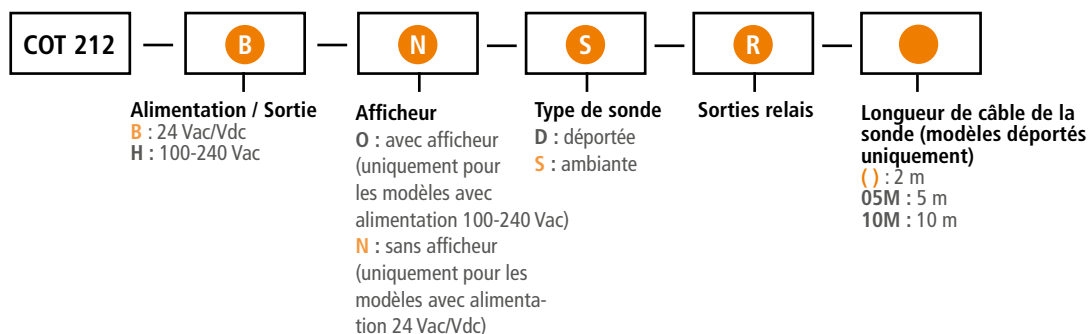 COT 212 — B — N — S — R —
Alimentation / Sortie
B : 24 Vac/Vdc
H : 100-240 Vac
Afficheur
O : avec afficheur
(uniquement pour
les modèles avec
alimentation 100-240 Vac)
N : sans afficheur
(uniquement pour les
modèles avec alimenta-
tion 24 Vac/Vdc)
Type de sonde
D : déportée
S : ambiante
Sorties relais
Longueur de câble de la
sonde (modèles déportés
uniquement)
( ) : 2 m
05M : 5 m
10M : 10 m